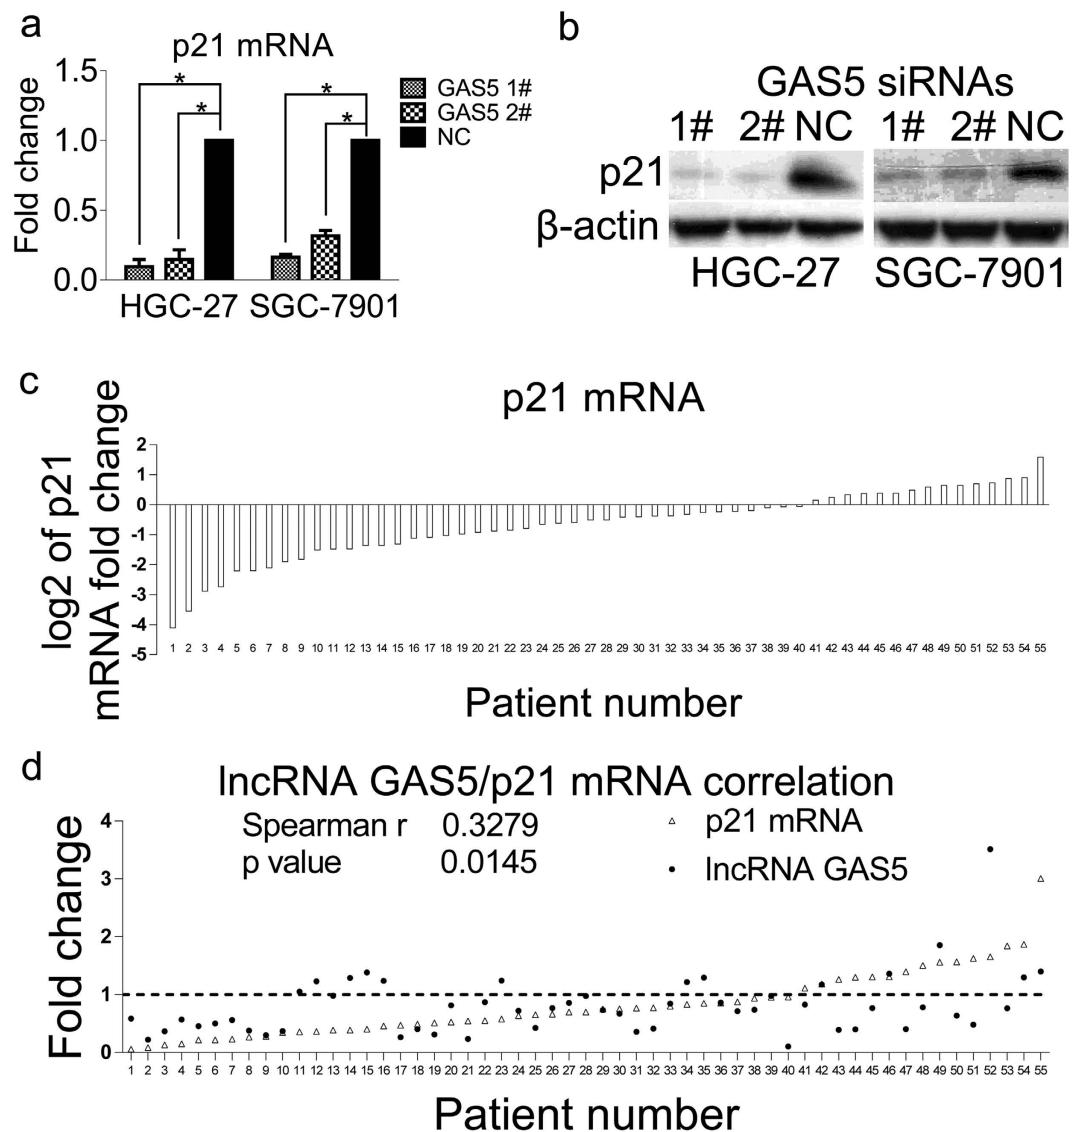 a
p21 mRNA
Fold change
1.5
1.0
0.5
0.0
* * * *
HGC-27 SGC-7901
GAS5 1#
GAS5 2#
NC
b
GAS5 siRNAs
1# 2# NC 1# 2# NC
p21
β-actin
HGC-27 SGC-7901
c
p21 mRNA
log2 of p21
mRNA fold change
2
1
0
-1
-2
-3
-4
-5
1 2 3 4 5 6 7 8 9 10 11 12 13 14 15 16 17 18 19 20 21 22 23 24 25 26 27 28 29 30 31 32 33 34 35 36 37 38 39 40 41 42 43 44 45 46 47 48 49 50 51 52 53 54 55
Patient number
d
lncRNA GAS5/p21 mRNA correlation
Spearman r 0.3279
p value 0.0145
p21 mRNA
lncRNA GAS5
Fold change
4
3
2
1
0
1 2 3 4 5 6 7 8 9 10 11 12 13 14 15 16 17 18 19 20 21 22 23 24 25 26 27 28 29 30 31 32 33 34 35 36 37 38 39 40 41 42 43 44 45 46 47 48 49 50 51 52 53 54 55
Patient number